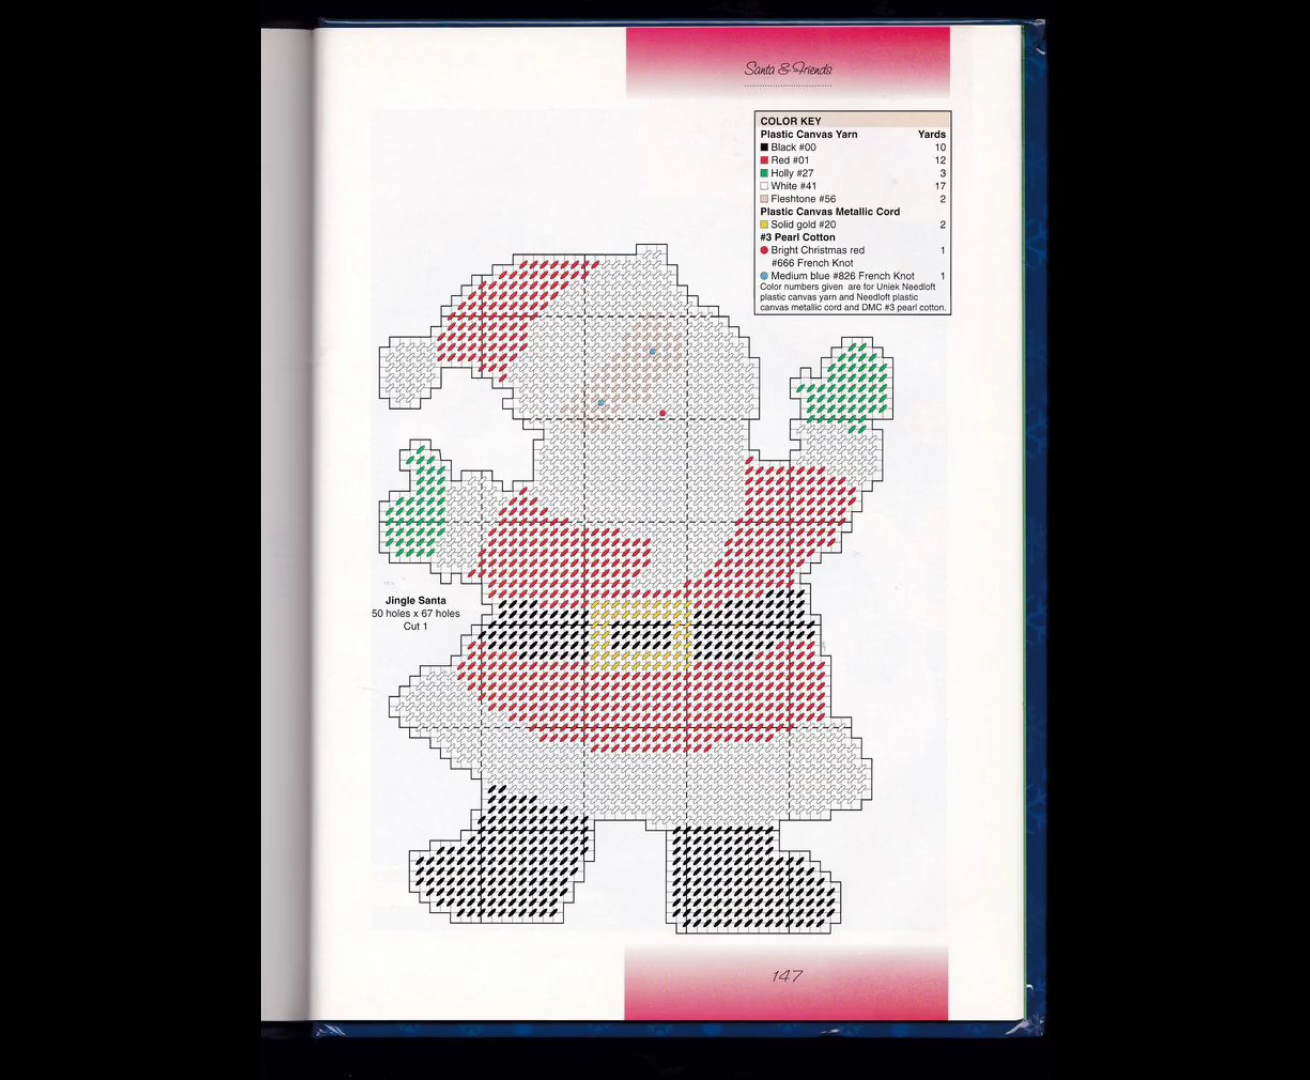 Santa & Friends
COLOR KEY
Plastic Canvas Yarn Yards
Black #00 10
Red #01 12
Holly #27 3
White #41 17
Fleshtone #56 2
Plastic Canvas Metallic Cord
Solid gold #20 2
#3 Pearl Cotton
Bright Christmas red 1
#666 French Knot
Medium blue #826 French Knot 1
Color numbers given are for Uniek Needloft
plastic canvas yarn and Needloft plastic
canvas metallic cord and DMC #3 pearl cotton.
Jingle Santa
50 holes x 67 holes
Cut 1
147